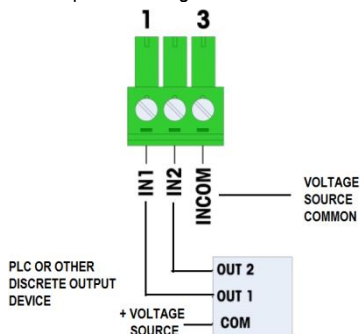 1 3
IN1
IN2
INCOM
VOLTAGE
SOURCE
COMMON
PLC OR OTHER
DISCRETE OUTPUT
DEVICE
OUT 2
OUT 1
COM
+ VOLTAGE
SOURCE